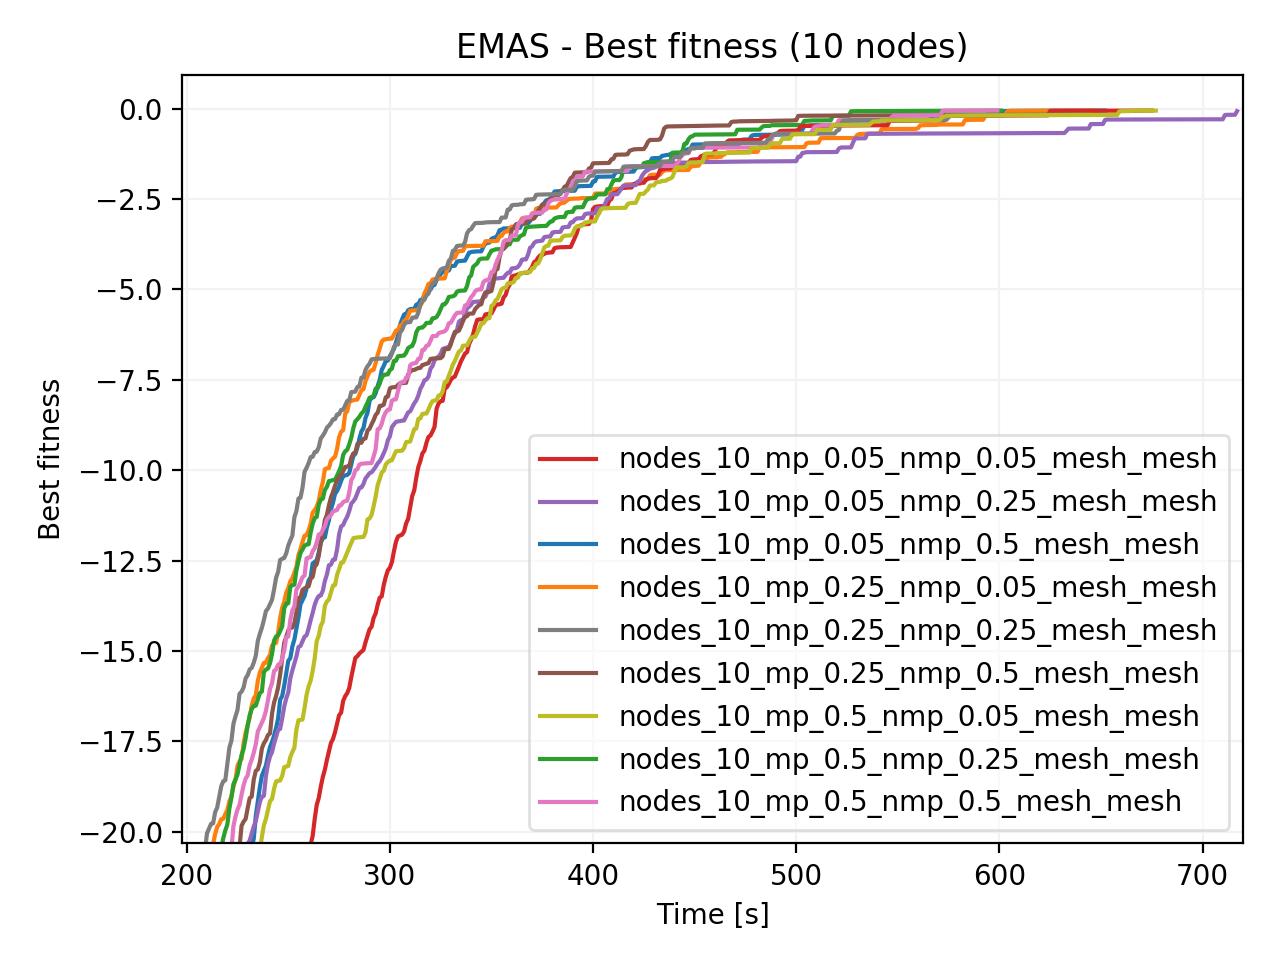 EMAS - Best fitness (10 nodes)
0.0
−2.5
−5.0
−7.5
−10.0
−12.5
−15.0
−17.5
−20.0
Best fitness
nodes_10_mp_0.05_nmp_0.05_mesh_mesh
nodes_10_mp_0.05_nmp_0.25_mesh_mesh
nodes_10_mp_0.05_nmp_0.5_mesh_mesh
nodes_10_mp_0.25_nmp_0.05_mesh_mesh
nodes_10_mp_0.25_nmp_0.25_mesh_mesh
nodes_10_mp_0.25_nmp_0.5_mesh_mesh
nodes_10_mp_0.5_nmp_0.05_mesh_mesh
nodes_10_mp_0.5_nmp_0.25_mesh_mesh
nodes_10_mp_0.5_nmp_0.5_mesh_mesh
200 300 400 500 600 700
Time [s]